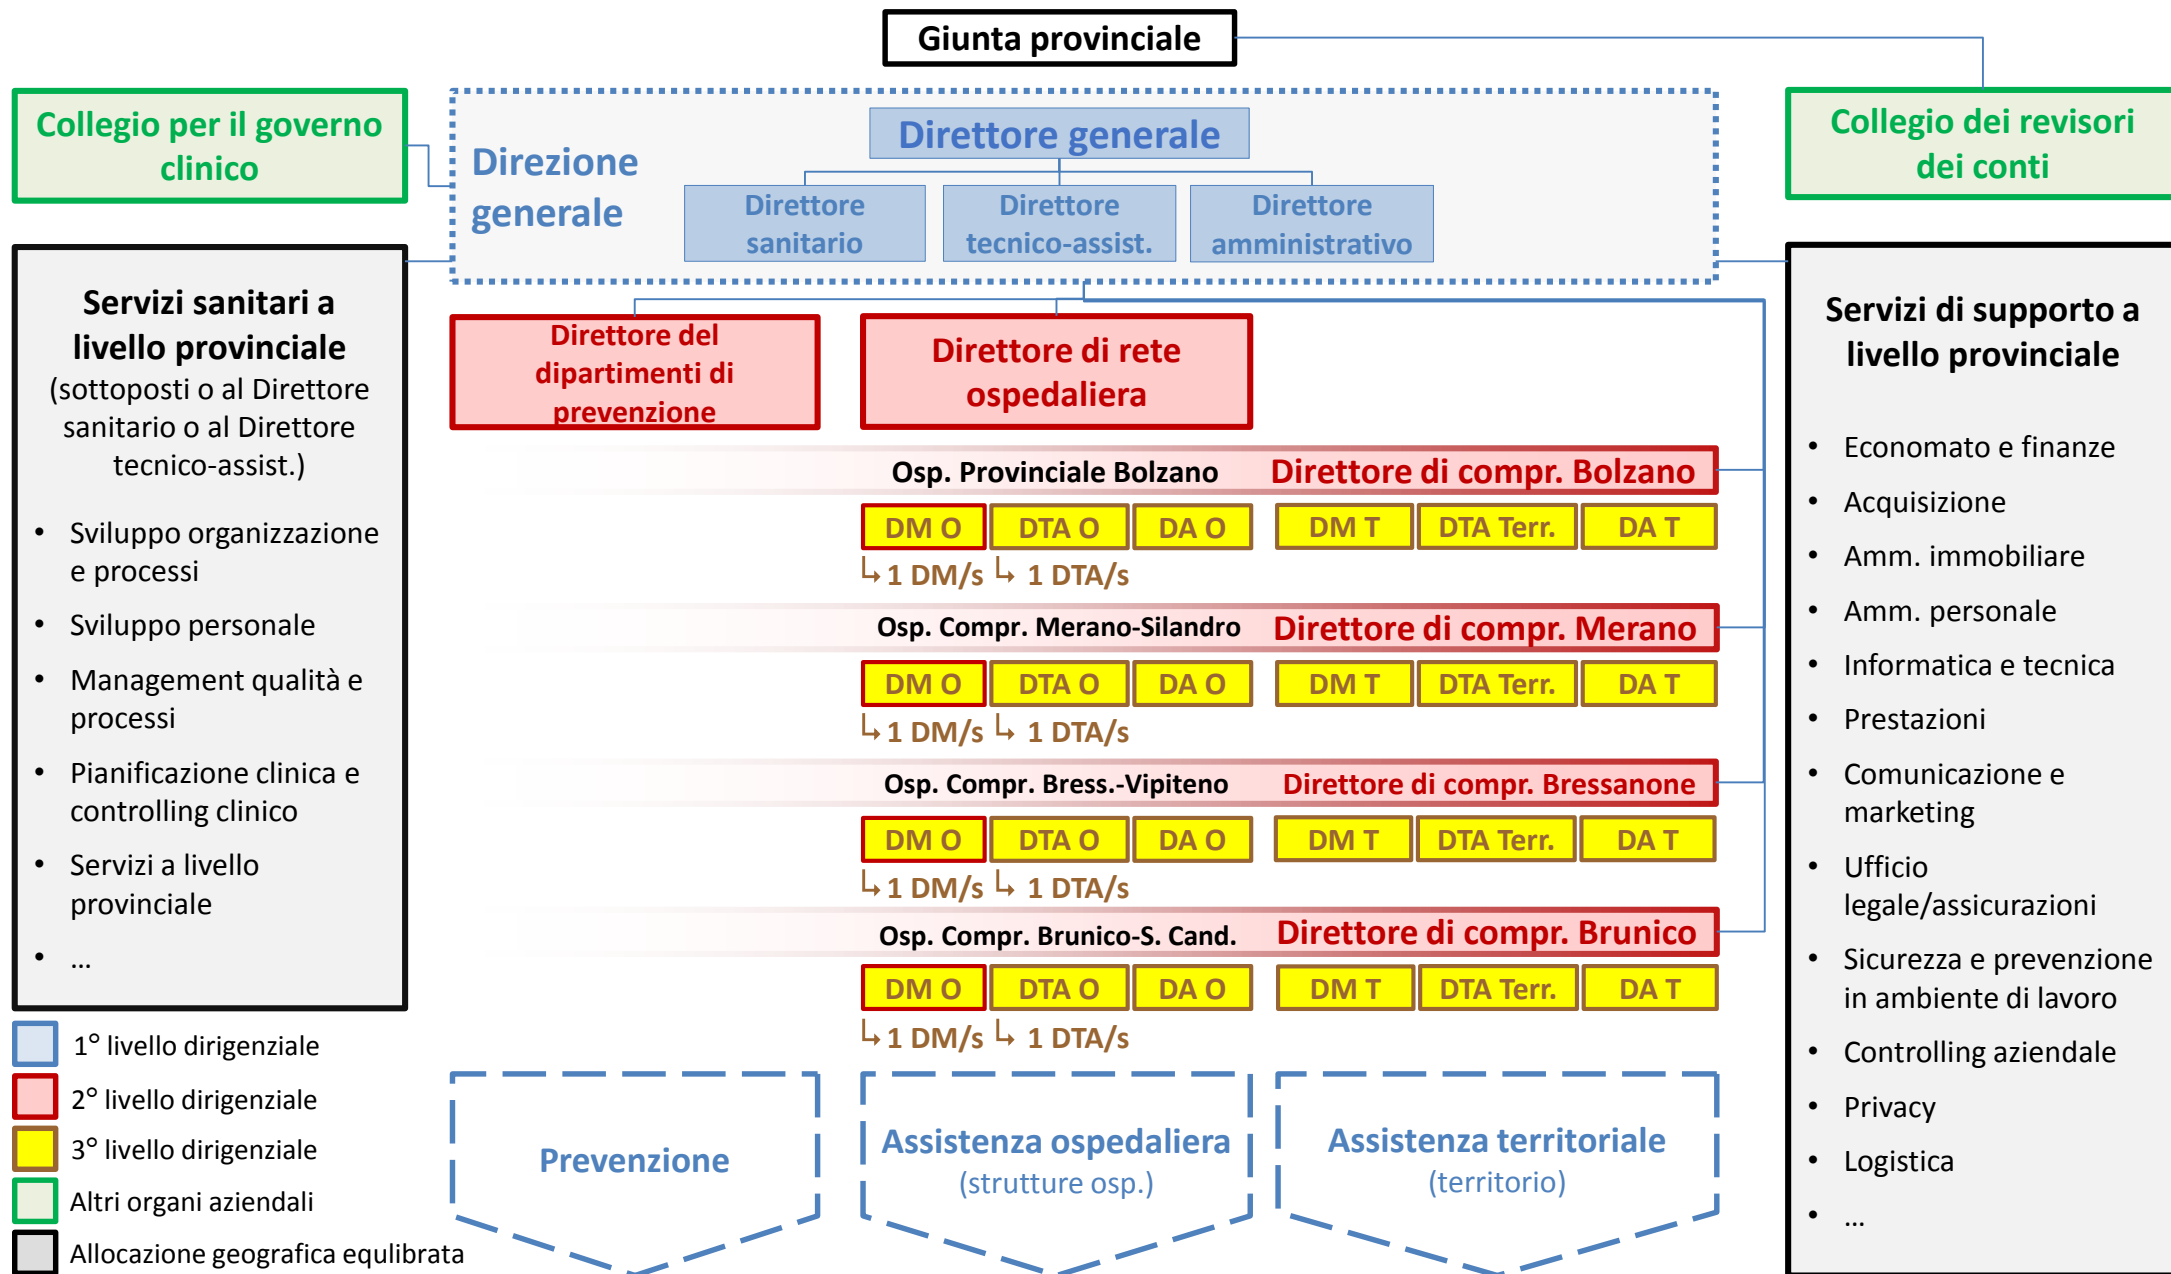 Giunta provinciale
Collegio per il governo
clinico
Direzione
generale
Direttore generale
Direttore
sanitario
Direttore
tecnico-assist.
Direttore
amministrativo
Collegio dei revisori
dei conti
Servizi sanitari a
livello provinciale
(sottoposti o al Direttore
sanitario o al Direttore
tecnico-assist.)
• Sviluppo organizzazione
e processi
• Sviluppo personale
• Management qualità e
processi
• Pianificazione clinica e
controlling clinico
• Servizi a livello
provinciale
• ...
Direttore del
dipartimenti di
prevenzione
Direttore di rete
ospedaliera
Osp. Provinciale Bolzano
Direttore di compr. Bolzano
DM O
DTA O
DA O
DM T
DTA Terr.
DA T
1 DM/s
1 DTA/s
Osp. Compr. Merano-Silandro
Direttore di compr. Merano
DM O
DTA O
DA O
DM T
DTA Terr.
DA T
1 DM/s
1 DTA/s
Osp. Compr. Bress.-Vipiteno
Direttore di compr. Bressanone
DM O
DTA O
DA O
DM T
DTA Terr.
DA T
1 DM/s
1 DTA/s
Osp. Compr. Brunico-S. Cand.
Direttore di compr. Brunico
DM O
DTA O
DA O
DM T
DTA Terr.
DA T
1 DM/s
1 DTA/s
Servizi di supporto a
livello provinciale
• Economato e finanze
• Acquisizione
• Amm. immobiliare
• Amm. personale
• Informatica e tecnica
• Prestazioni
• Comunicazione e
marketing
• Ufficio
legale/assicurazioni
• Sicurezza e prevenzione
in ambiente di lavoro
• Controlling aziendale
• Privacy
• Logistica
• ...
1° livello dirigenziale
2° livello dirigenziale
3° livello dirigenziale
Altri organi aziendali
Allocazione geografica equlibrata
Prevenzione
Assistenza ospedaliera
(strutture osp.)
Assistenza territoriale
(territorio)